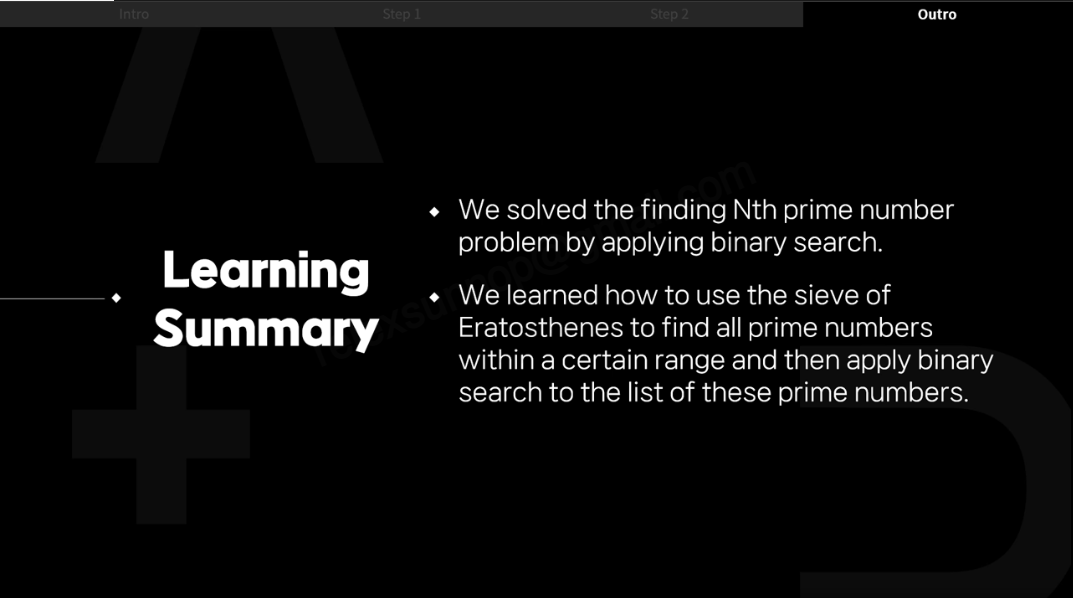 Intro
Step 1
Step 2
Outro
Learning
Summary
We solved the finding Nth prime number
problem by applying binary search.
We learned how to use the sieve of
Eratosthenes to find all prime numbers
within a certain range and then apply binary
search to the list of these prime numbers.